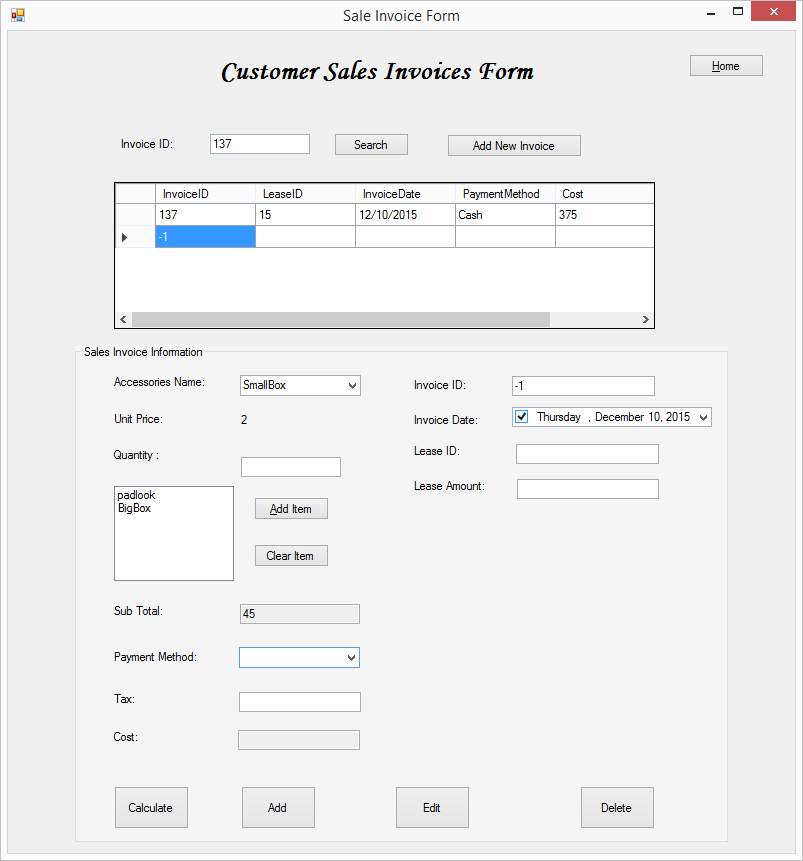 Sale Invoice Form
Customer Sales Invoices Form
Home
Invoice ID: 137 Search Add New Invoice
InvoiceID LeaseID InvoiceDate PaymentMethod Cost
137 15 12/10/2015 Cash 375
-1
Sales Invoice Information
Accessories Name: SmallBox Invoice ID: -1
Unit Price: 2 Invoice Date: Thursday , December 10, 2015
Quantity : Lease ID:
Lease Amount:
padlook
BigBox
Add Item
Clear Item
Sub Total: 45
Payment Method:
Tax:
Cost:
Calculate Add Edit Delete